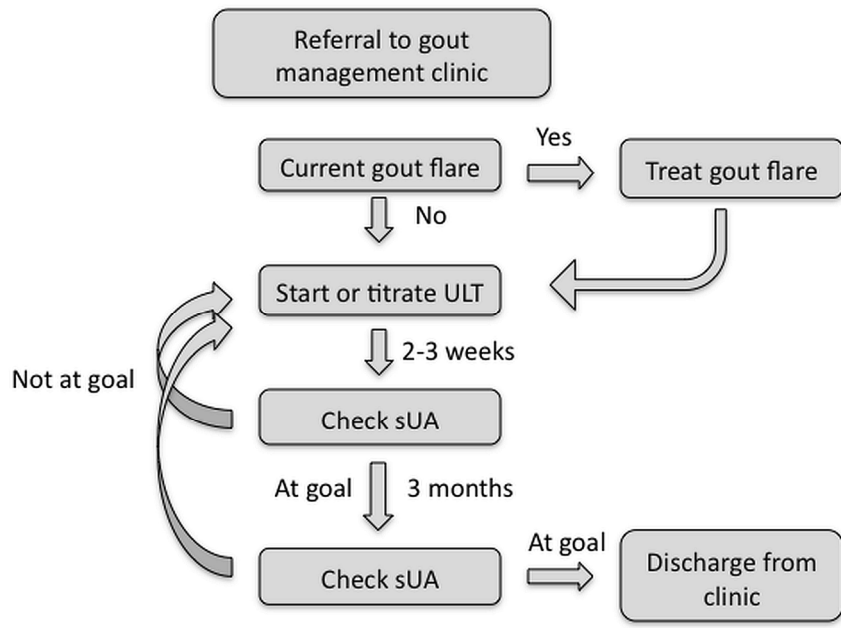 Referral to gout
management clinic
Yes
Current gout flare
Treat gout flare
No
Start or titrate ULT
2-3 weeks
Not at goal
Check sUA
At goal
3 months
At goal
Check sUA
Discharge from
clinic